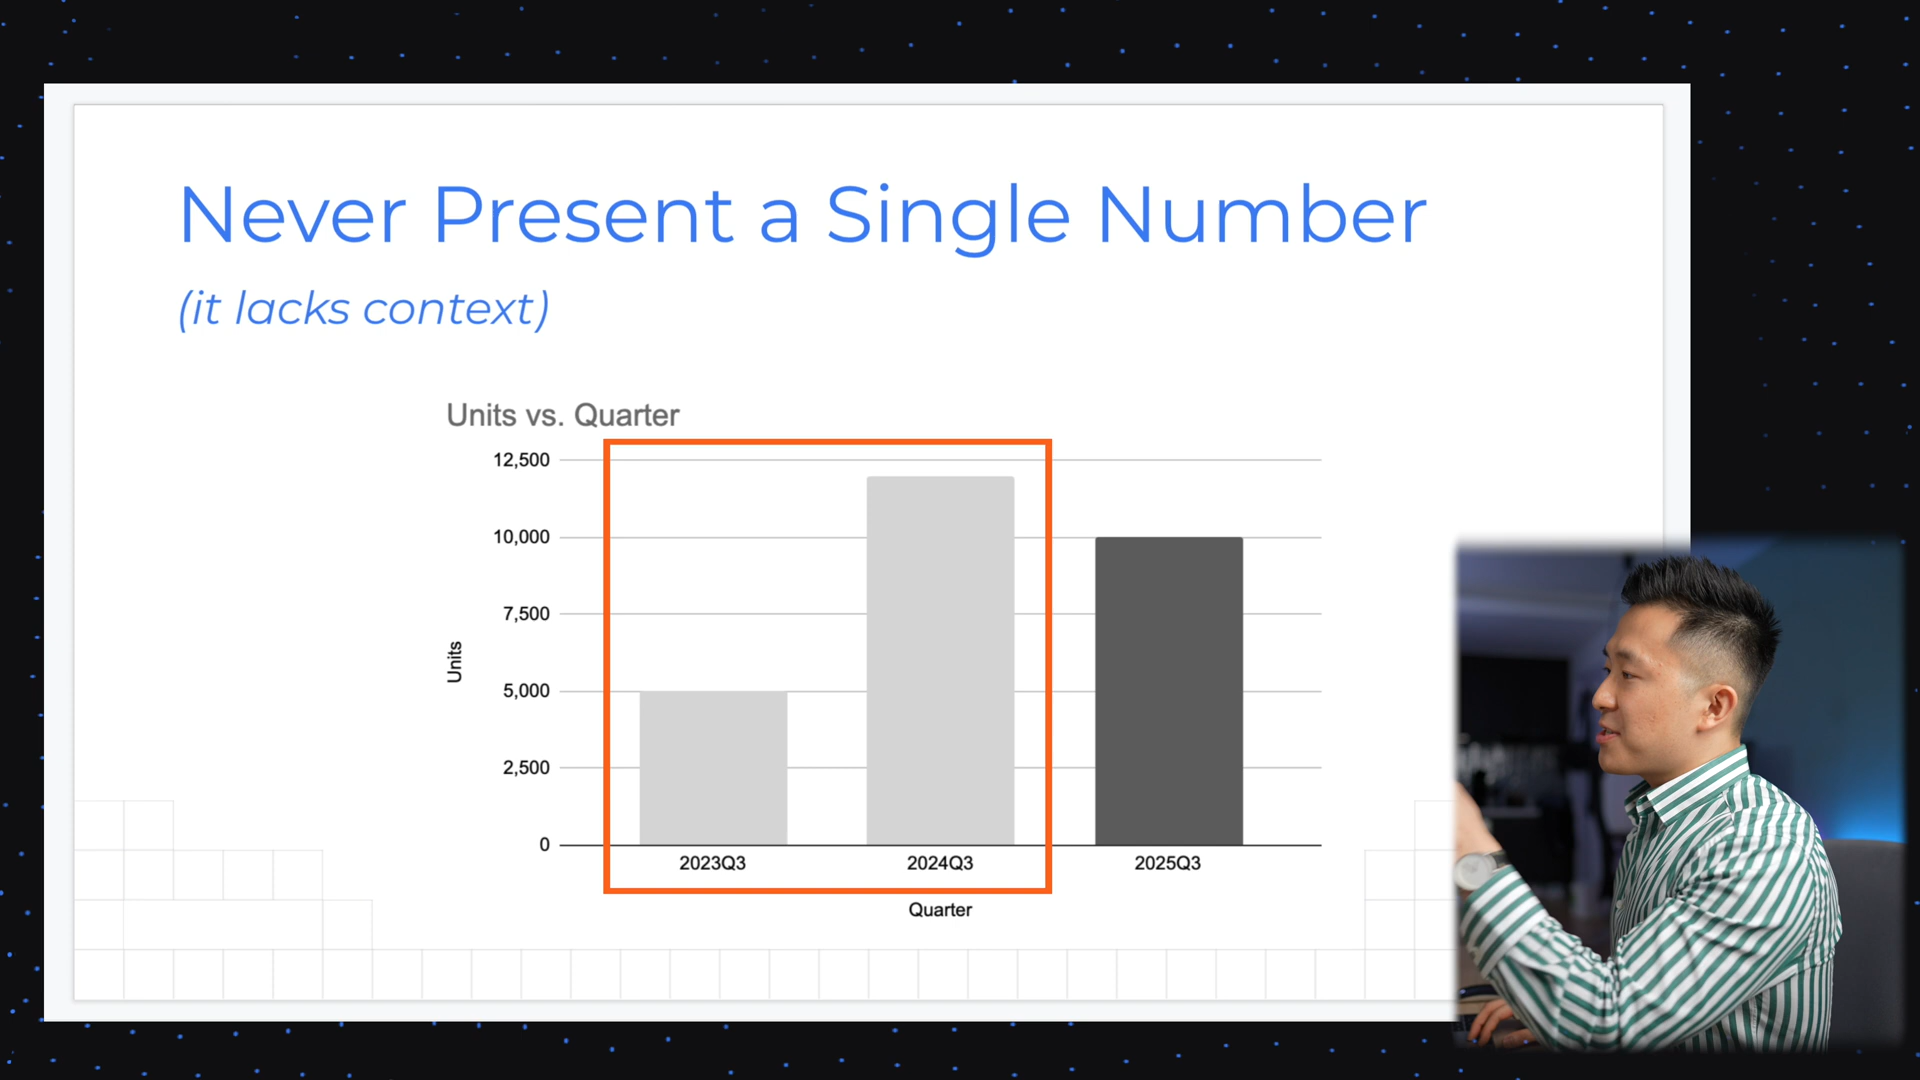 Never Present a Single Number
(it lacks context)
Units vs. Quarter
12,500
10,000
7,500
5,000
2,500
0
Units
2023Q3
2024Q3
2025Q3
Quarter